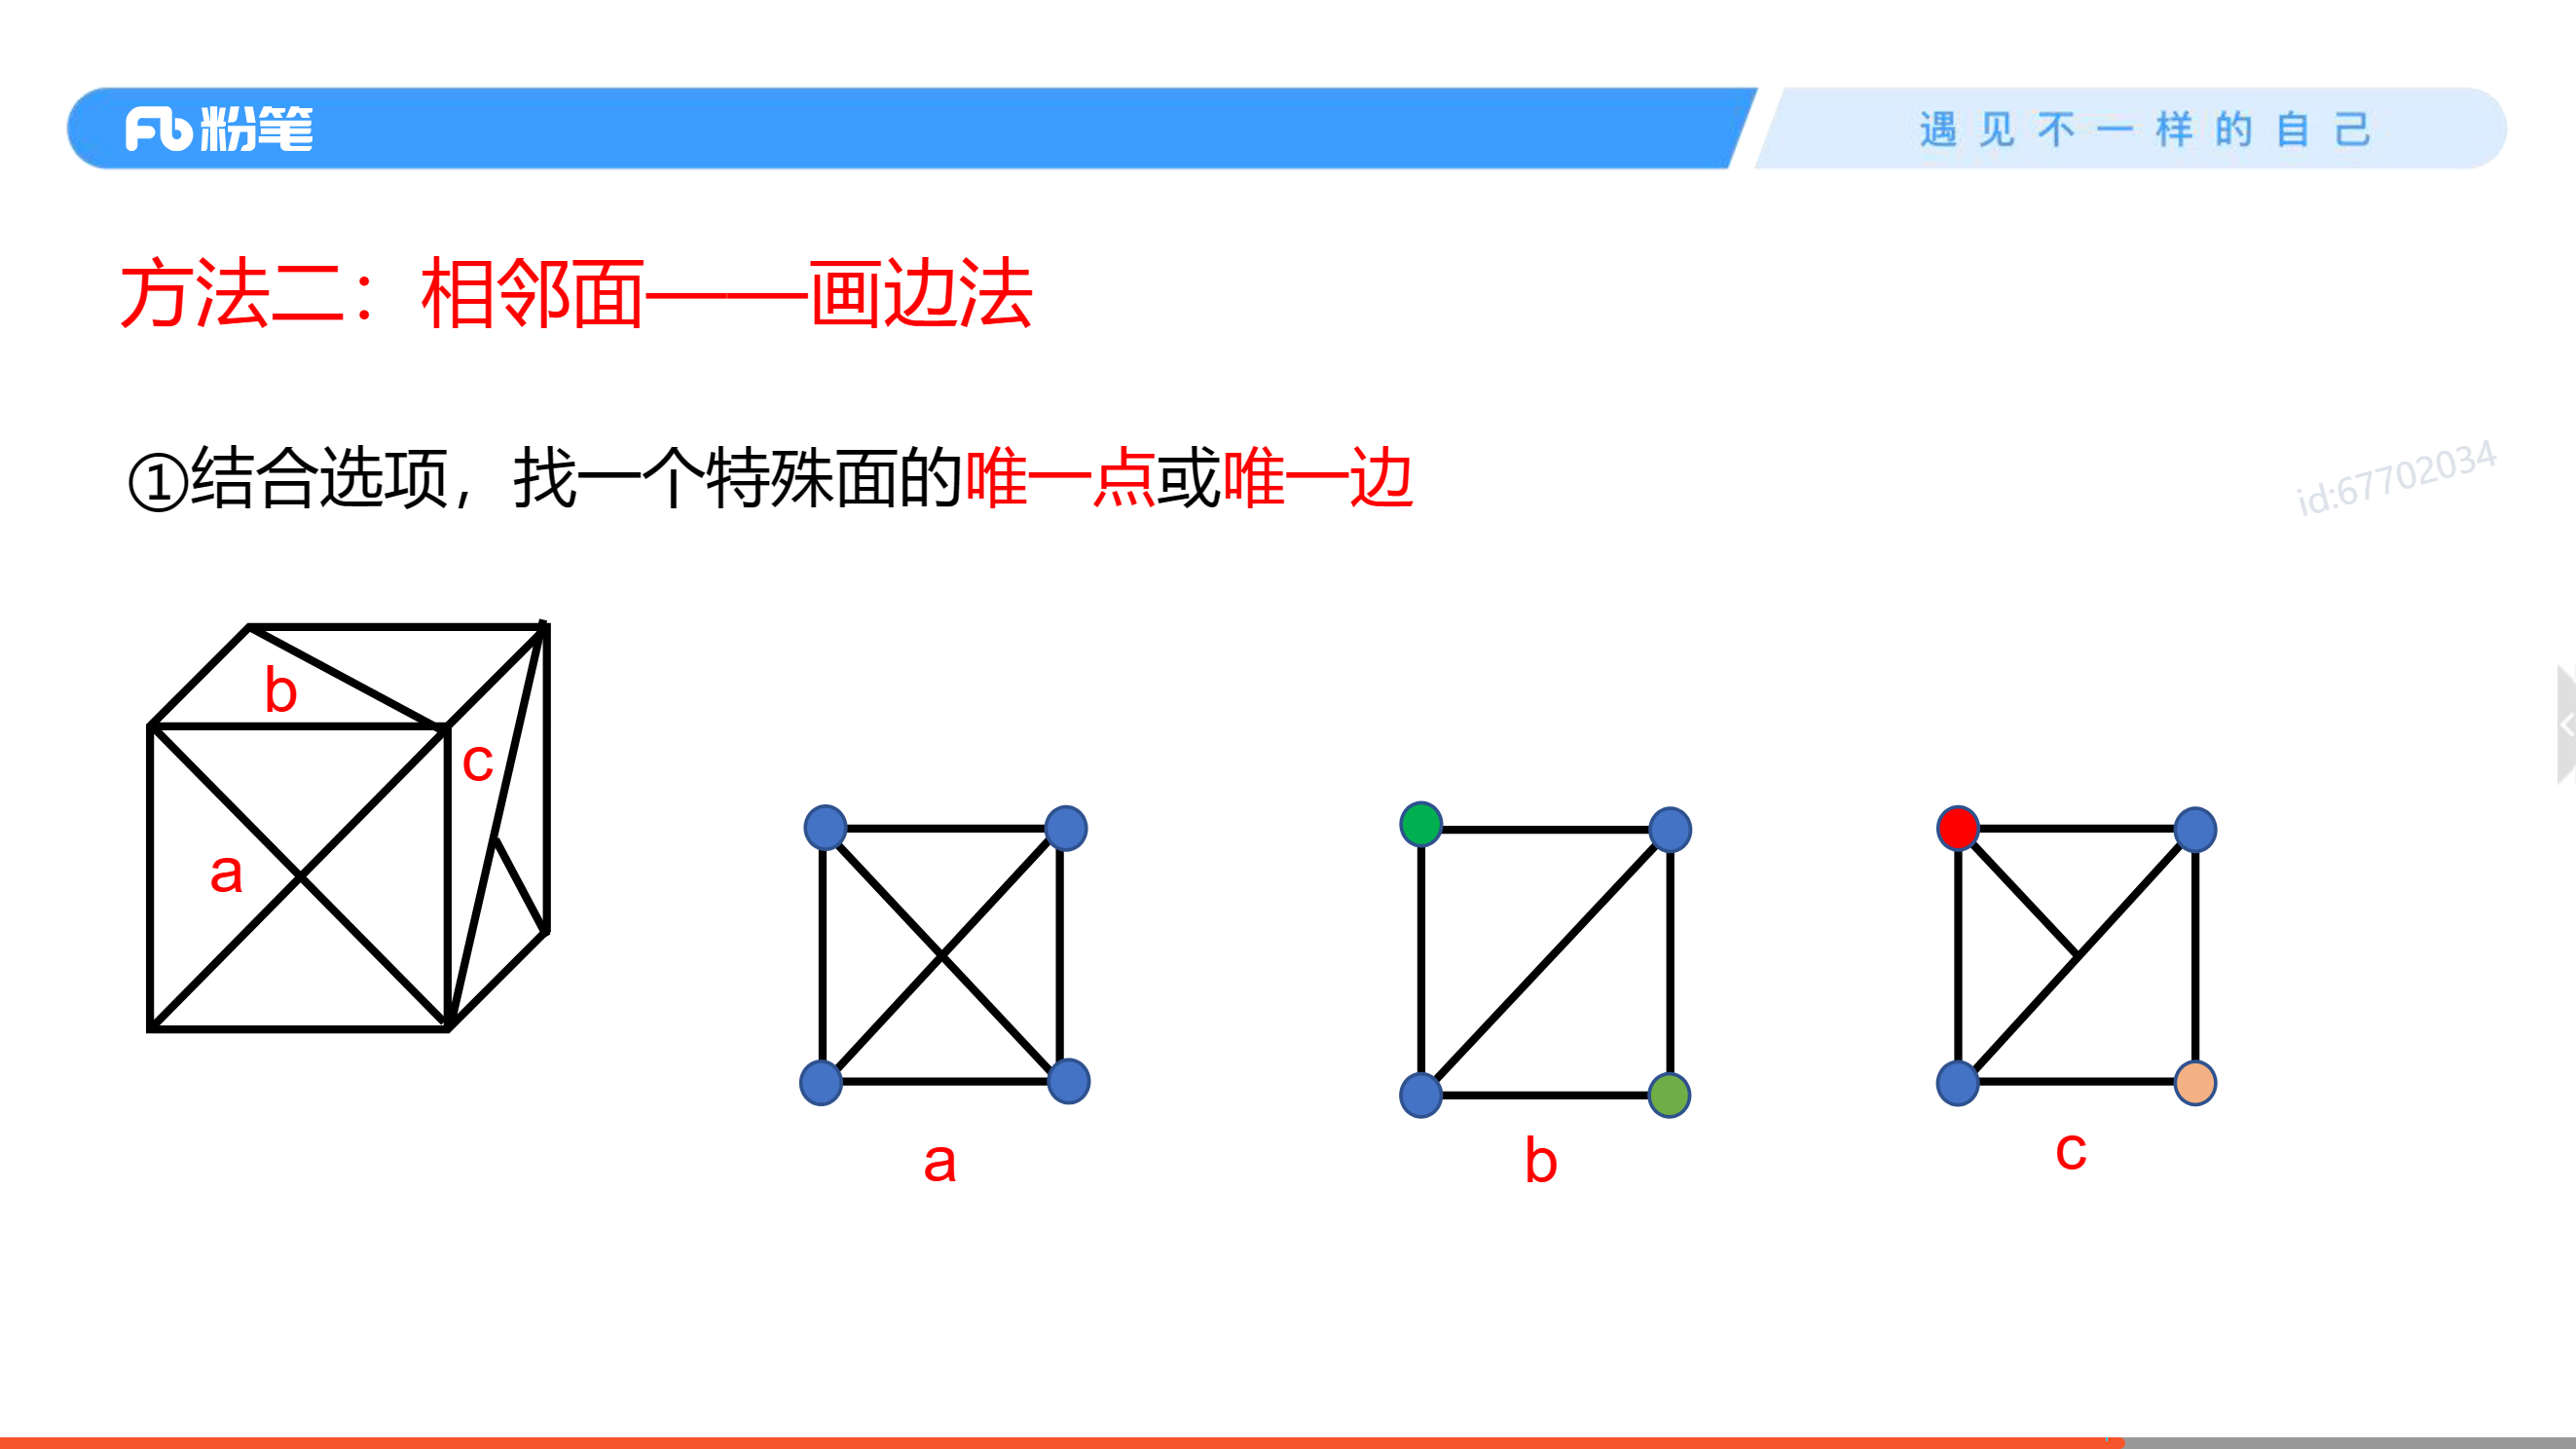 粉笔
遇见不一样的自己
方法二：相邻面——画边法
①结合选项，找一个特殊面的唯一点或唯一边
id:67702034
b
c
a
a
b
c